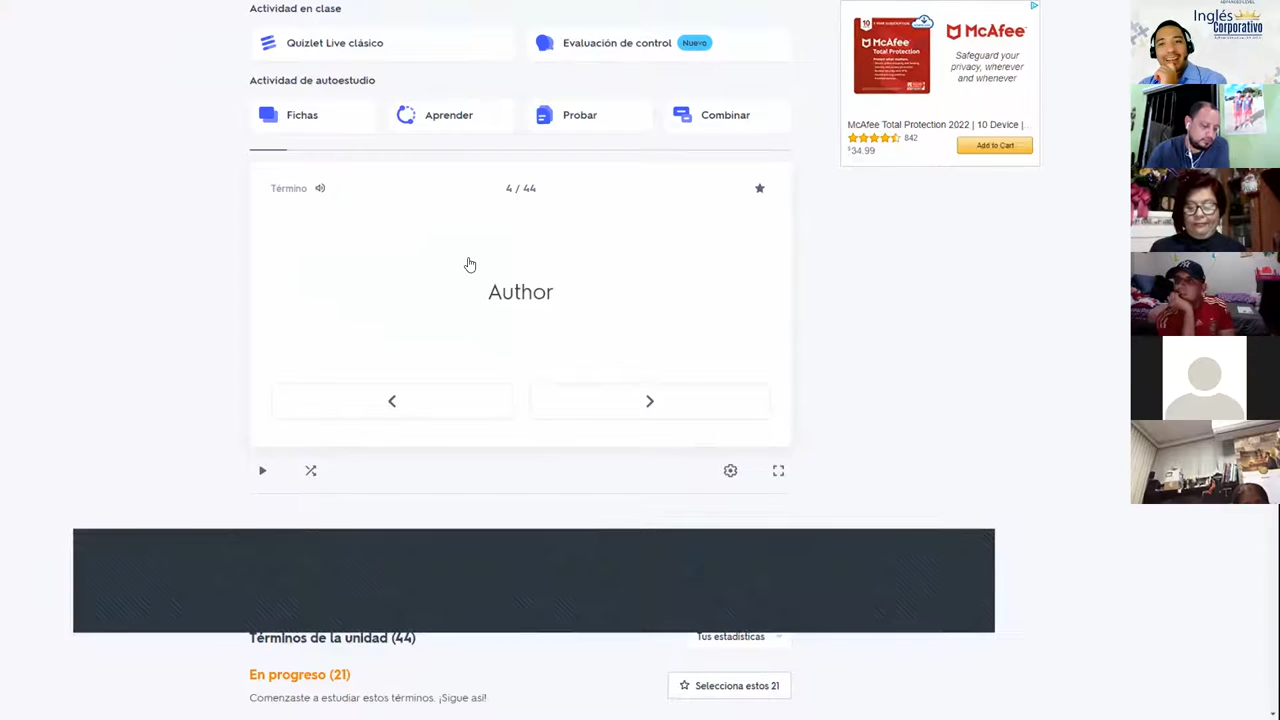 Actividad en clase
Quizlet Live clásico
Evaluación de control
Nuevo
Actividad de autoestudio
Fichas
Aprender
Probar
Combinar
Término
4 / 44
Author
Términos de la unidad (44)
Tus estadísticas
En progreso (21)
Selecciona estos 21
Comenzaste a estudiar estos términos. ¡Sigue así!
McAfee
Total Protection
McAfee
Safeguard your
privacy, wherever
and whenever
McAfee Total Protection 2022 | 10 Device |...
842
$34.99
Add to Cart
Inglés
Corporativo